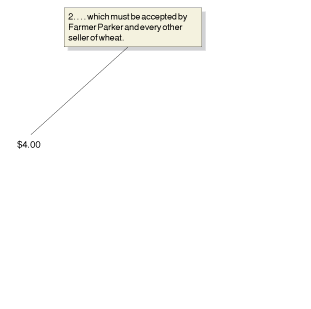 2. . . . which must be accepted by
Farmer Parker and every other
seller of wheat.
$4.00